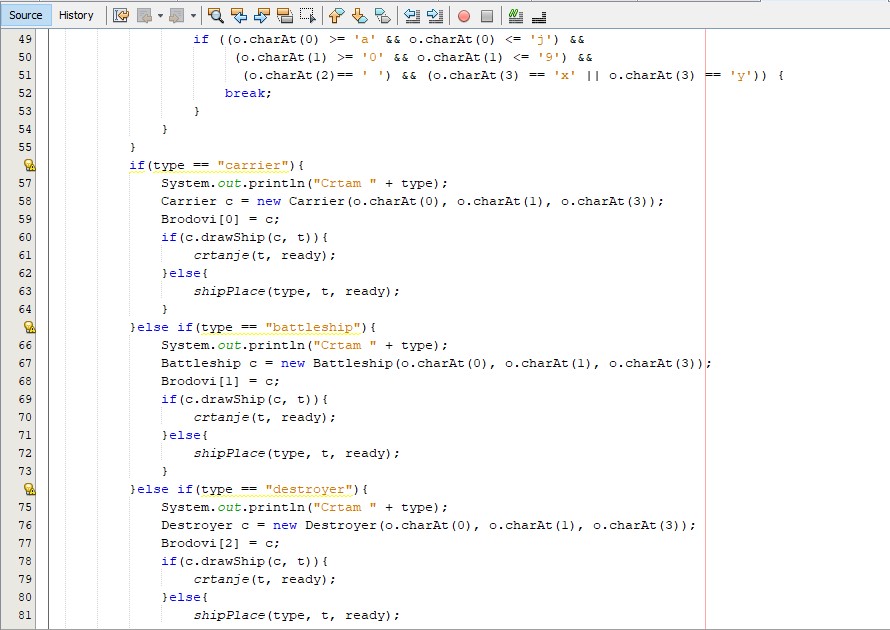 Source History
49 if ((o.charAt(0) >= 'a' && o.charAt(0) <= 'j') &&
50 (o.charAt(1) >= '0' && o.charAt(1) <= '9') &&
51 (o.charAt(2)== ' ') && (o.charAt(3) == 'x' || o.charAt(3) == 'y')) {
52 break;
53 }
54 }
55 }
if(type == "carrier"){
57 System.out.println("Crtam " + type);
58 Carrier c = new Carrier(o.charAt(0), o.charAt(1), o.charAt(3));
59 Brodovi[0] = c;
60 if(c.drawShip(c, t)){
61 crtanje(t, ready);
62 }else{
63 shipPlace(type, t, ready);
64 }
}else if(type == "battleship"){
66 System.out.println("Crtam " + type);
67 Battleship c = new Battleship(o.charAt(0), o.charAt(1), o.charAt(3));
68 Brodovi[1] = c;
69 if(c.drawShip(c, t)){
70 crtanje(t, ready);
71 }else{
72 shipPlace(type, t, ready);
73 }
}else if(type == "destroyer"){
75 System.out.println("Crtam " + type);
76 Destroyer c = new Destroyer(o.charAt(0), o.charAt(1), o.charAt(3));
77 Brodovi[2] = c;
78 if(c.drawShip(c, t)){
79 crtanje(t, ready);
80 }else{
81 shipPlace(type, t, ready);